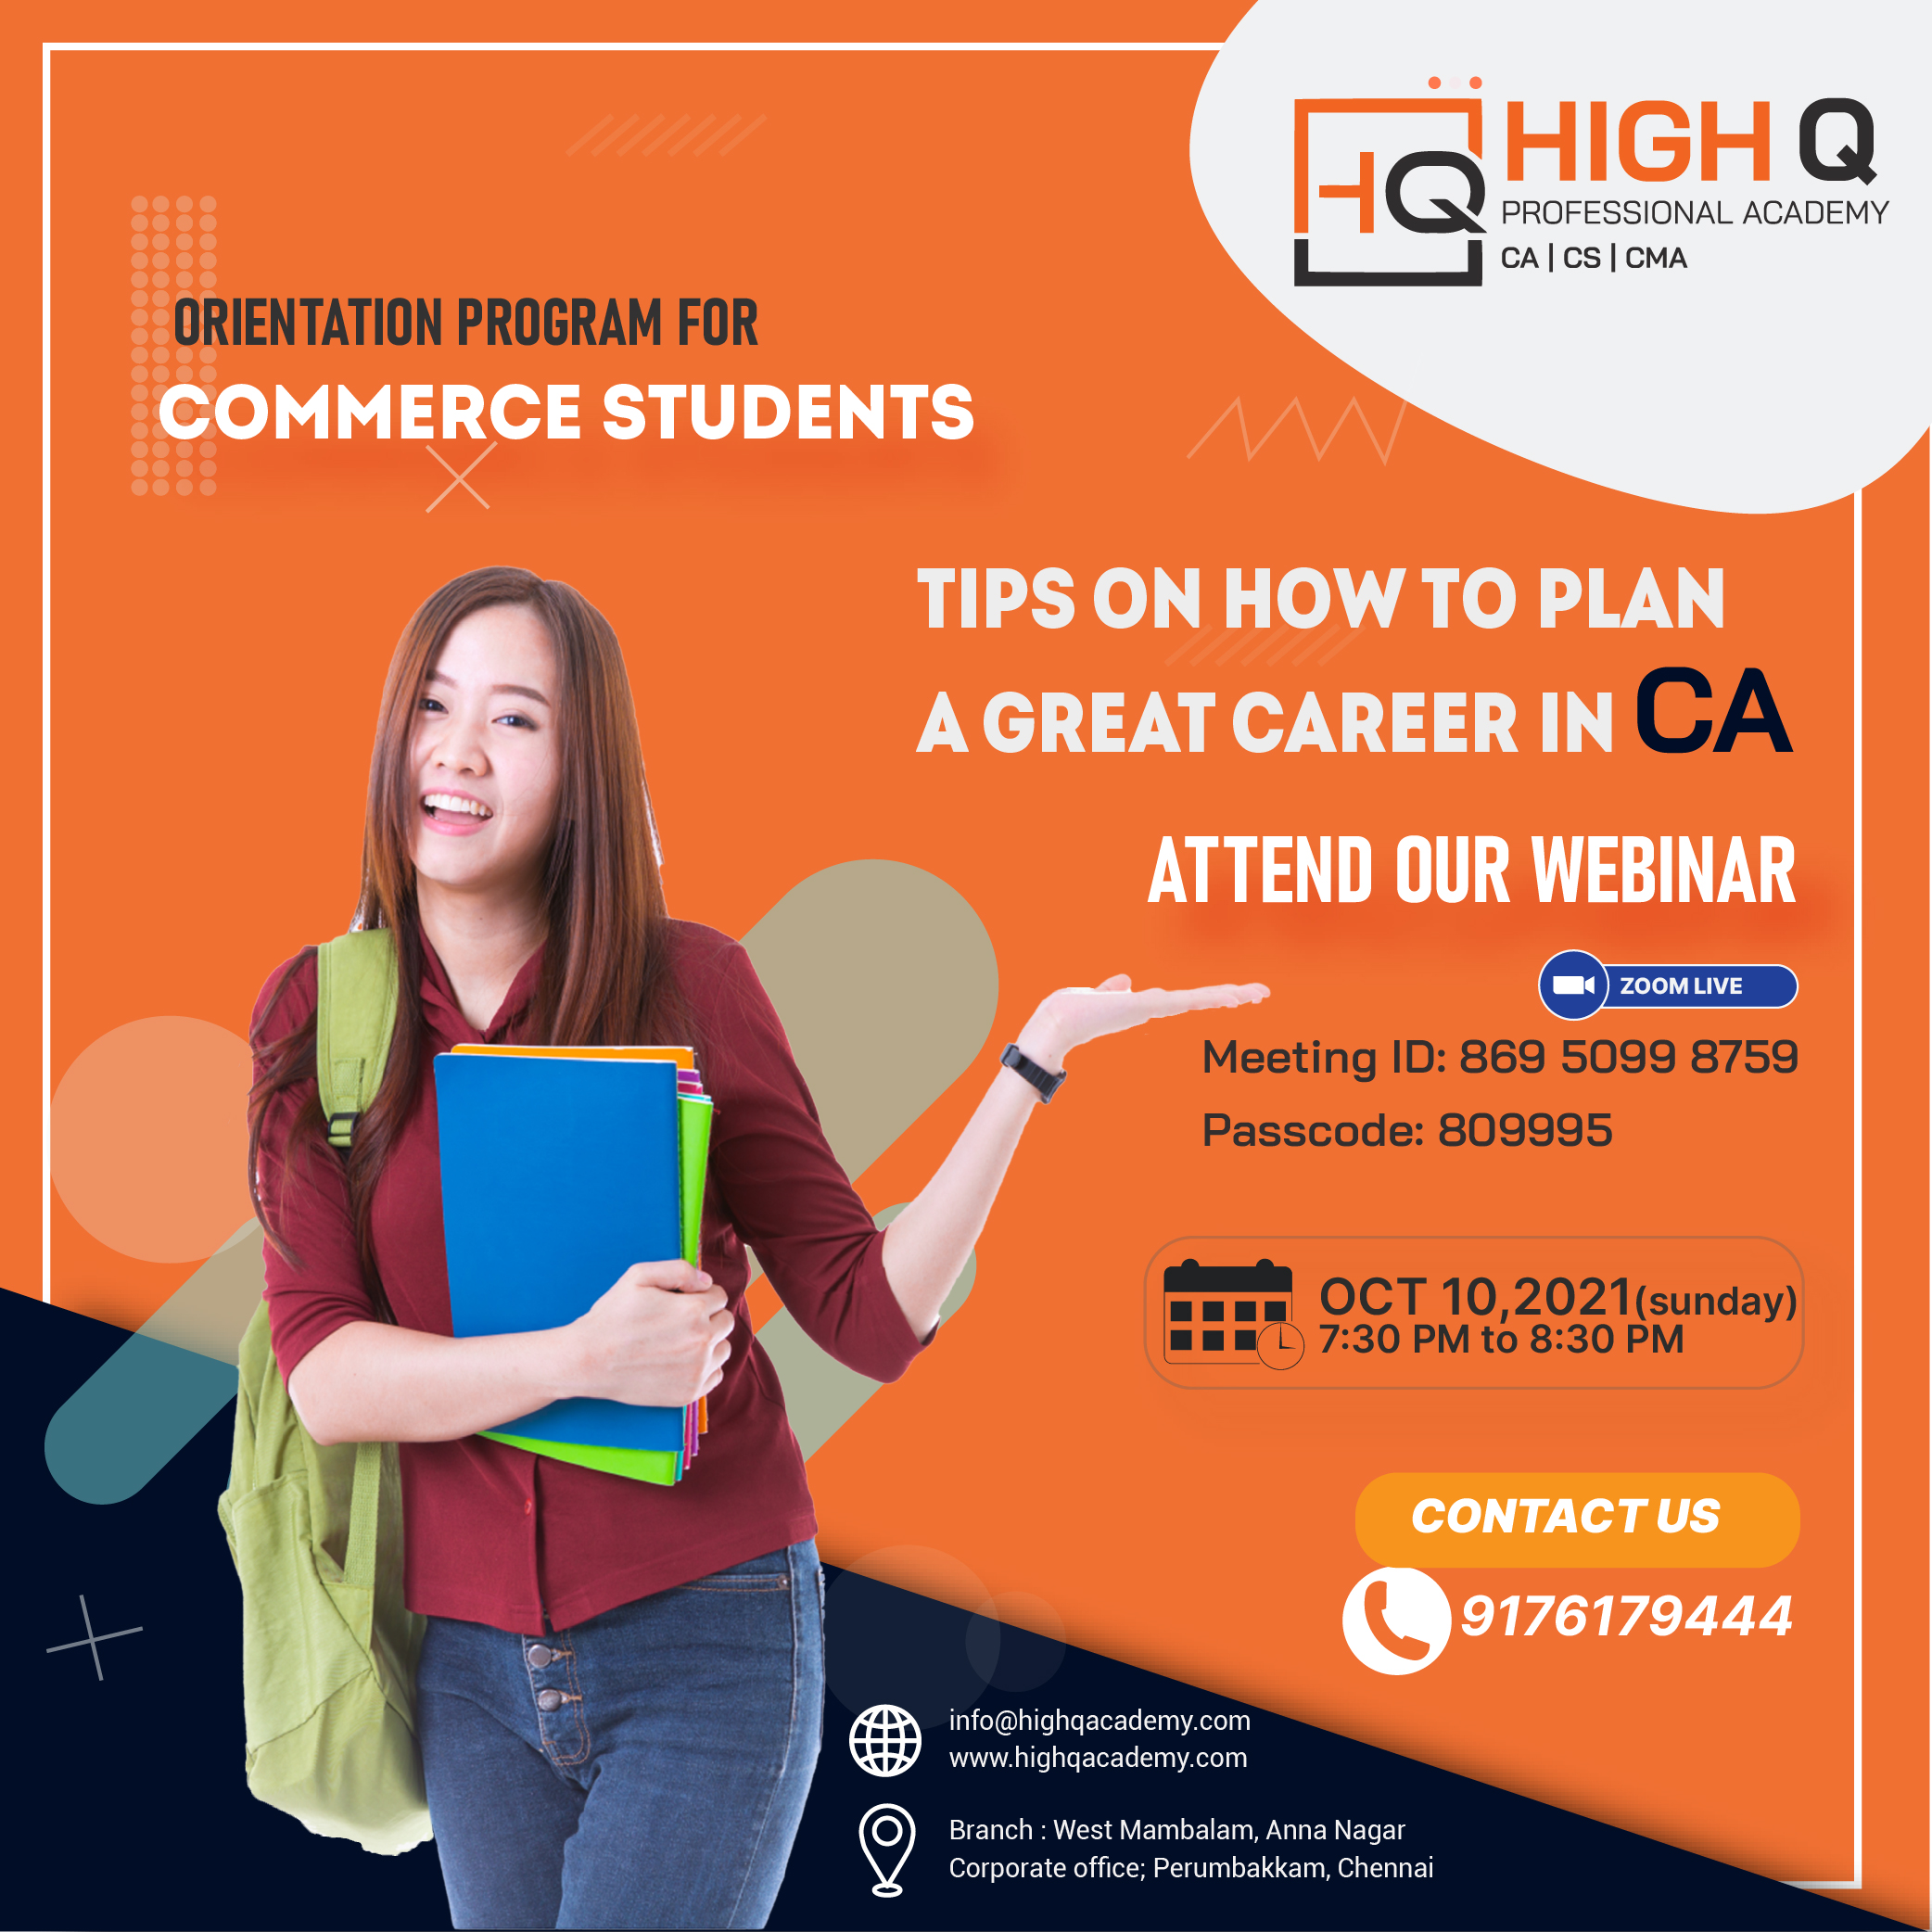 HQ
HIGH Q
PROFESSIONAL ACADEMY
CA | CS | CMA
ORIENTATION PROGRAM FOR
COMMERCE STUDENTS
TIPS ON HOW TO PLAN
A GREAT CAREER IN CA
ATTEND OUR WEBINAR
ZOOM LIVE
Meeting ID: 869 5099 8759
Passcode: 809995
OCT 10,2021(sunday)
7:30 PM to 8:30 PM
CONTACT US
9176179444
info@highqacademy.com
www.highqacademy.com
Branch : West Mambalam, Anna Nagar
Corporate office; Perumbakkam, Chennai